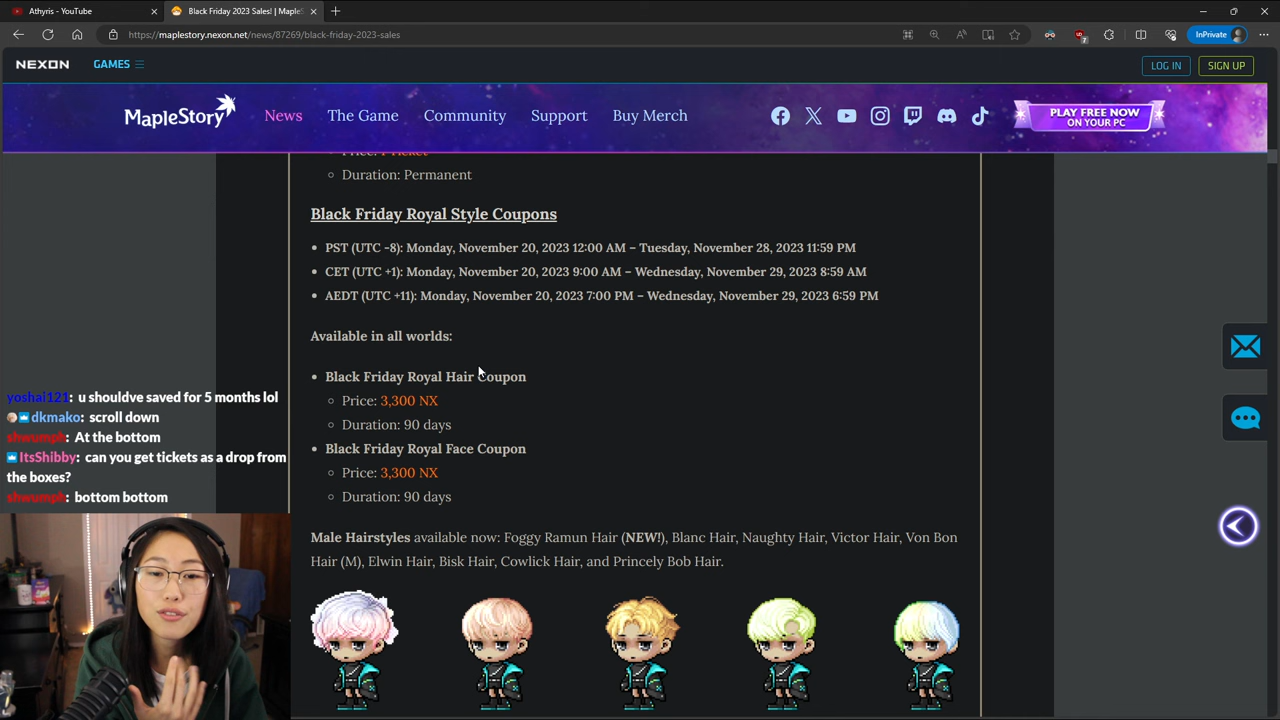 Athyris - YouTube
Black Friday 2023 Sales! | MapleS
https://maplestory.nexon.net/news/87269/black-friday-2023-sales
7
InPrivate
NEXON
GAMES
LOG IN
SIGN UP
MapleStory
News
The Game
Community
Support
Buy Merch
PLAY FREE NOW
ON YOUR PC
Price: 1 Ticket
Duration: Permanent
Black Friday Royal Style Coupons
PST (UTC -8): Monday, November 20, 2023 12:00 AM – Tuesday, November 28, 2023 11:59 PM
CET (UTC +1): Monday, November 20, 2023 9:00 AM – Wednesday, November 29, 2023 8:59 AM
AEDT (UTC +11): Monday, November 20, 2023 7:00 PM – Wednesday, November 29, 2023 6:59 PM
Available in all worlds:
Black Friday Royal Hair Coupon
Price: 3,300 NX
Duration: 90 days
Black Friday Royal Face Coupon
Price: 3,300 NX
Duration: 90 days
Male Hairstyles available now: Foggy Ramun Hair (NEW!), Blanc Hair, Naughty Hair, Victor Hair, Von Bon
Hair (M), Elwin Hair, Bisk Hair, Cowlick Hair, and Princely Bob Hair.
yoshai121: u shouldve saved for 5 months lol
dkmako: scroll down
shwumph: At the bottom
ItsShibby: can you get tickets as a drop from
the boxes?
shwumph: bottom bottom